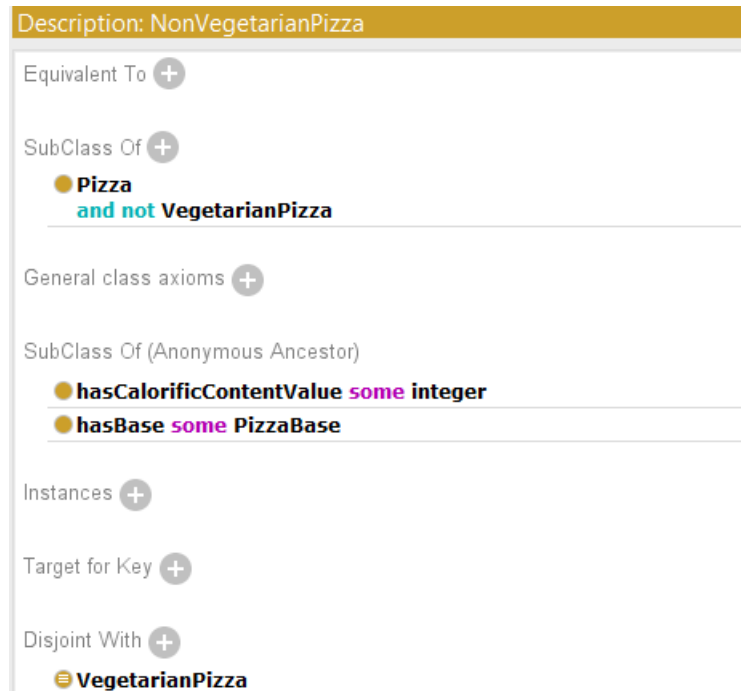 Description: NonVegetarianPizza
Equivalent To
SubClass Of
Pizza
and not VegetarianPizza
General class axioms
SubClass Of (Anonymous Ancestor)
hasCalorificContentValue some integer
hasBase some PizzaBase
Instances
Target for Key
Disjoint With
VegetarianPizza